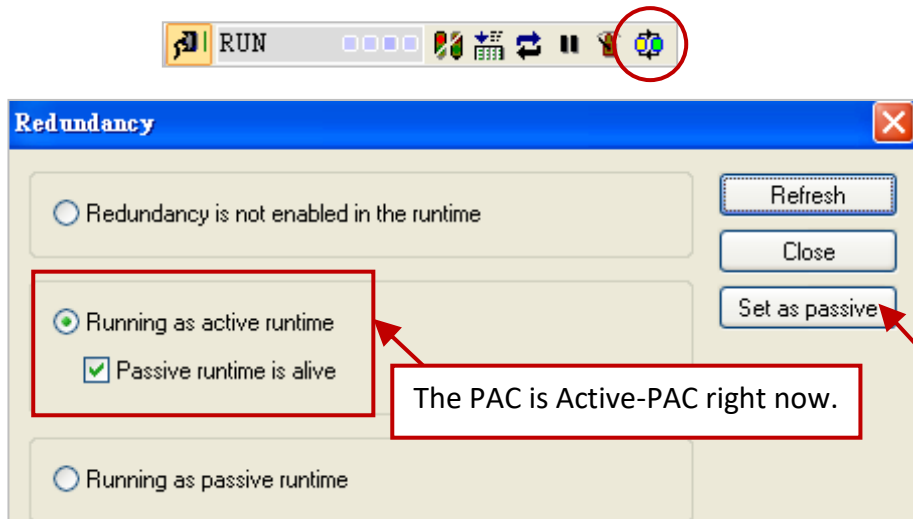 RUN
Redundancy
Redundancy is not enabled in the runtime
Refresh
Close
Set as passive
Running as active runtime
Passive runtime is alive
The PAC is Active-PAC right now.
Running as passive runtime